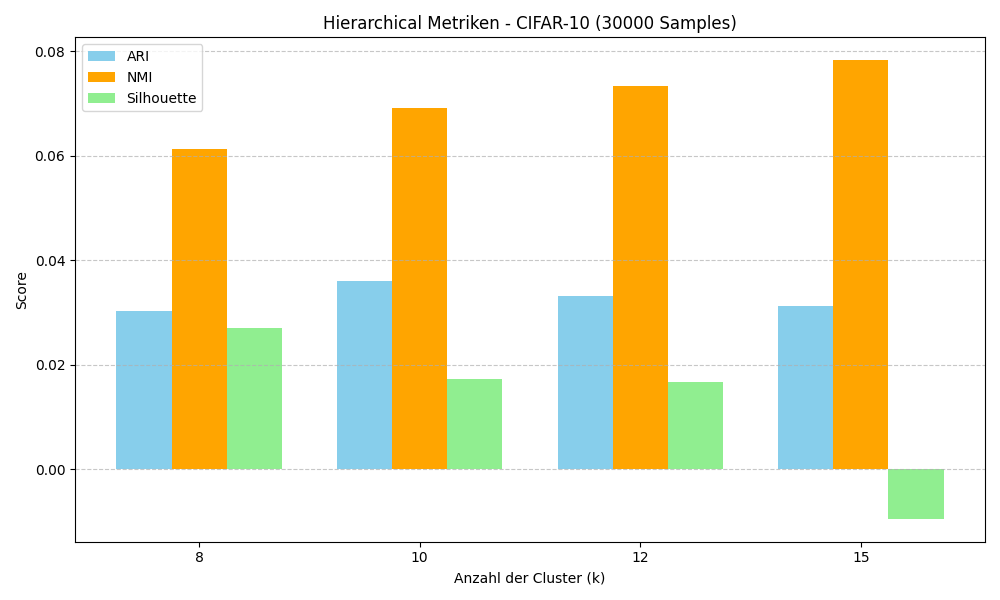 Hierarchical Metriken - CIFAR-10 (30000 Samples)
ARI
NMI
Silhouette
Score
0.08
0.06
0.04
0.02
0.00
8 10 12 15
Anzahl der Cluster (k)